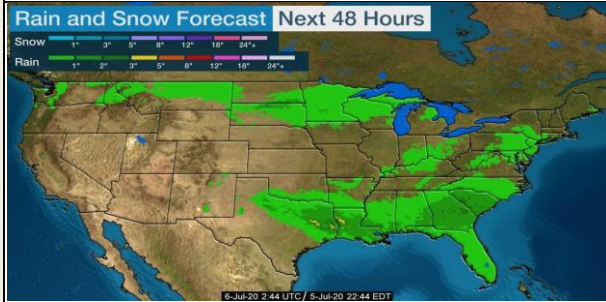 Rain and Snow Forecast Next 48 Hours
Snow 1" 3" 5" 8" 12" 18" 24"+
Rain 1" 2" 3" 5" 8" 12" 18" 24"+
6-Jul-20 2:44 UTC / 5-Jul-20 22:44 EDT